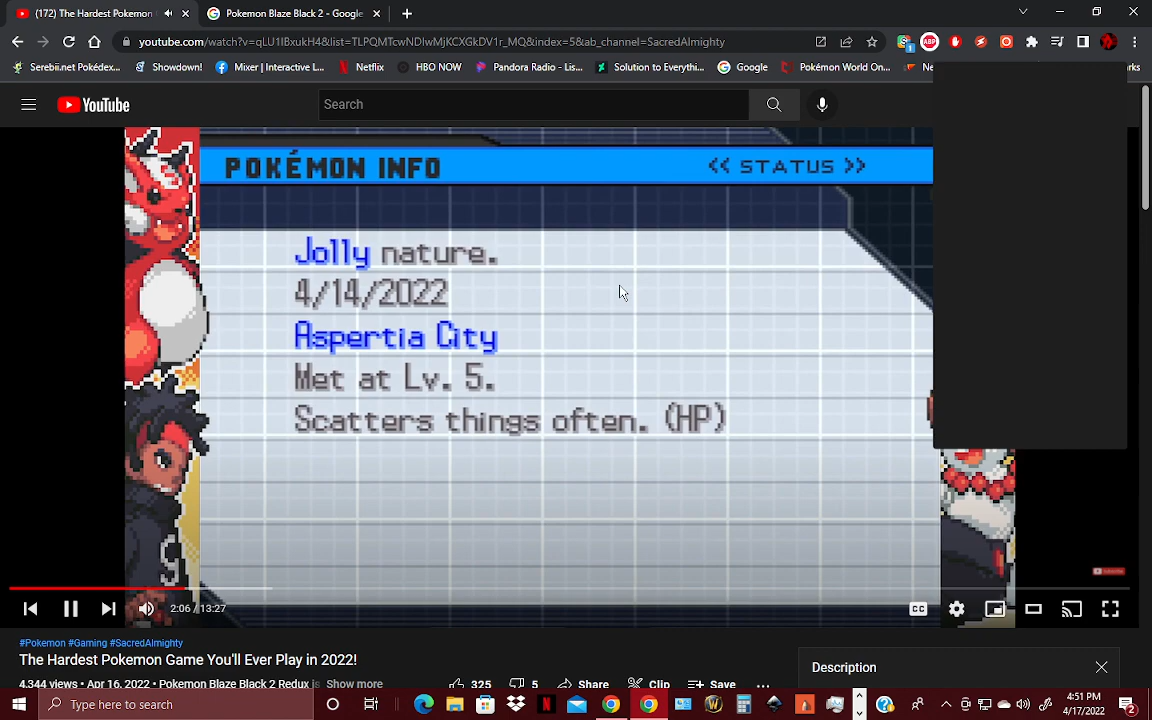 (172) The Hardest Pokemon
Pokemon Blaze Black 2 - Google
youtube.com/watch?v=qLU1IBxukH4&list=TLPQMTcwNDIwMjKCXGkDV1r_MQ&index=5&ab_channel=SacredAlmighty
Serebii.net Pokédex...
Showdown!
Mixer | Interactive L...
Netflix
HBO NOW
Pandora Radio - Lis...
Solution to Everythi...
Google
Pokémon World On...
YouTube
Search
POKÉMON INFO
<< STATUS >>
Jolly nature.
4/14/2022
Aspertia City
Met at Lv. 5.
Scatters things often. (HP)
2:06 / 13:27
CC
#Pokemon #Gaming #SacredAlmighty
The Hardest Pokemon Game You'll Ever Play in 2022!
4,344 views • Apr 16, 2022 • Pokemon Blaze Black 2 Redux is Show more
325
5
Share
Clip
Save
Description
Type here to search
4:51 PM
4/17/2022
2